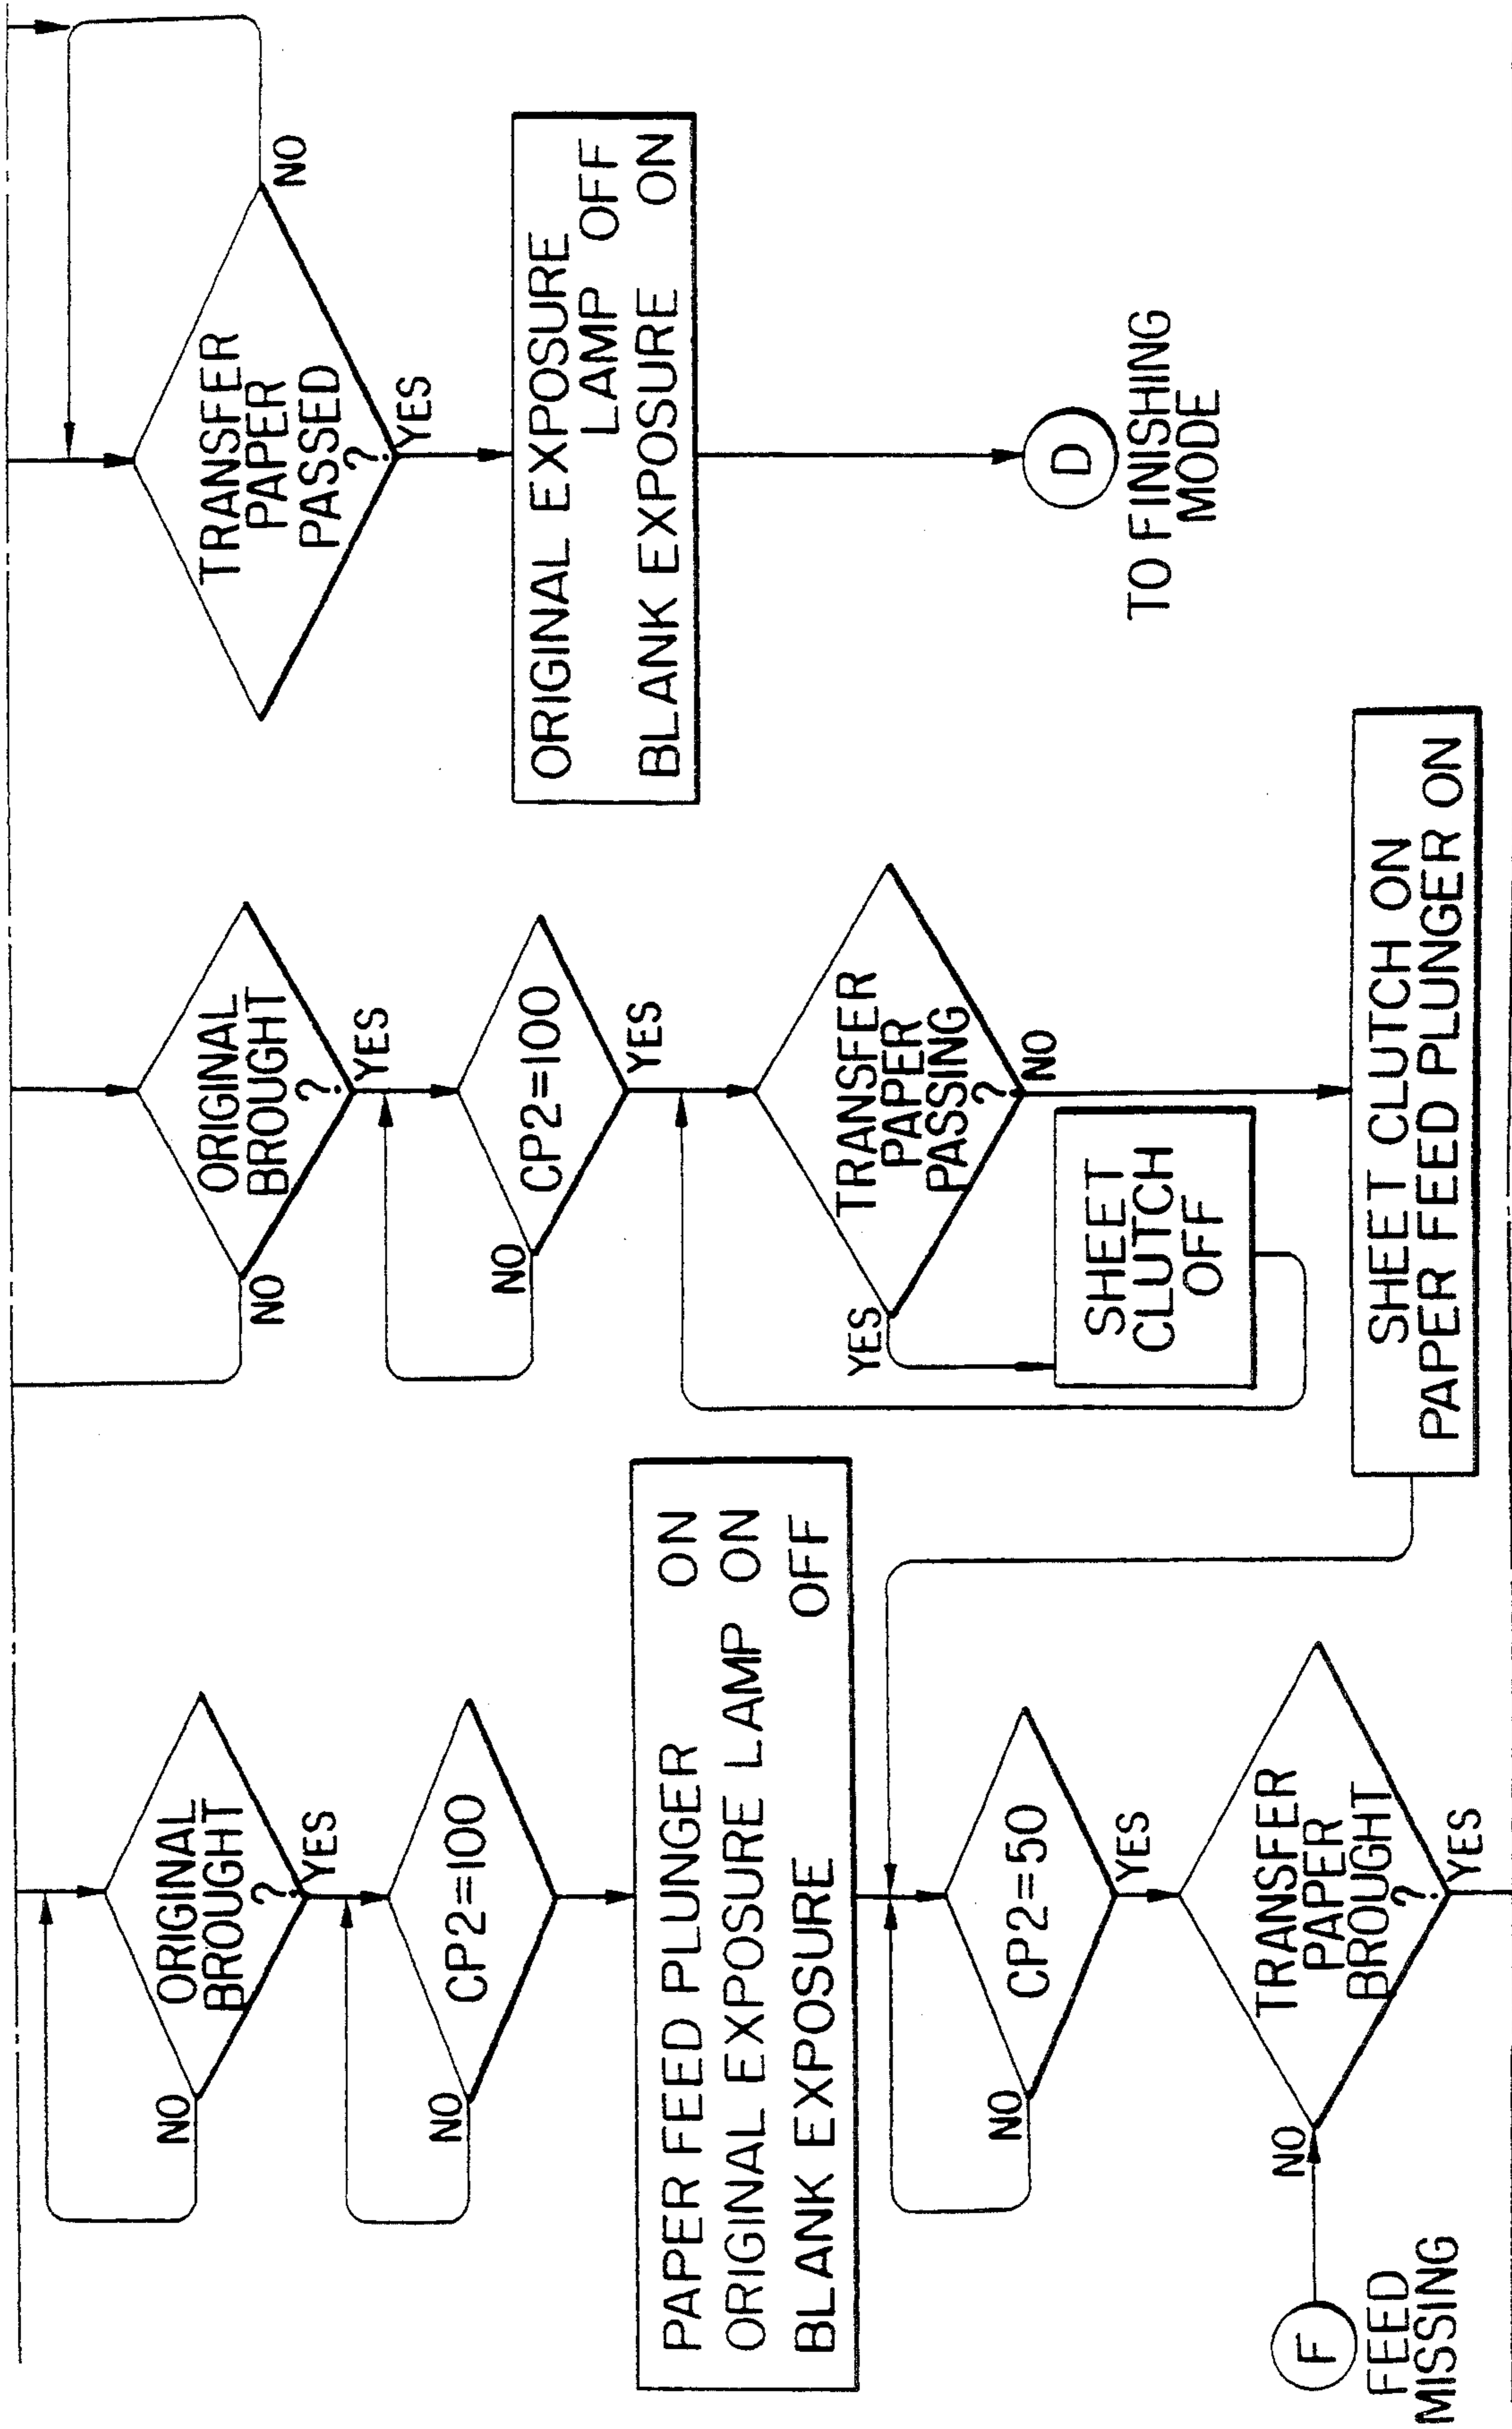 ORIGINAL
BROUGHT
?
NO
YES
CP2=100
NO
PAPER FEED PLUNGER ON
ORIGINAL EXPOSURE LAMP ON
BLANK EXPOSURE OFF
CP2=50
NO
YES
TRANSFER
PAPER
BROUGHT
?
NO
YES
F
FEED
MISSING
ORIGINAL
BROUGHT
?
NO
YES
CP2=100
NO
YES
TRANSFER
PAPER
PASSING
?
YES
NO
SHEET
CLUTCH
OFF
SHEET CLUTCH ON
PAPER FEED PLUNGER ON
TRANSFER
PAPER
PASSED
?
NO
YES
ORIGINAL EXPOSURE
LAMP OFF
BLANK EXPOSURE ON
D
TO FINISHING
MODE